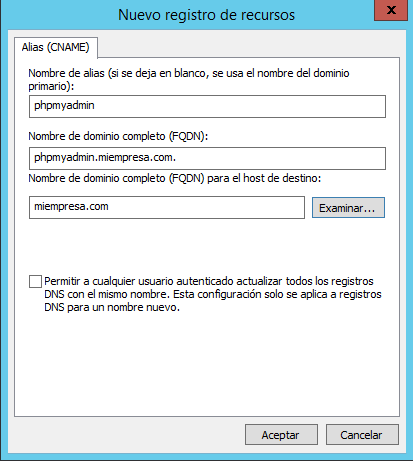 Nuevo registro de recursos
x
Alias (CNAME)
Nombre de alias (si se deja en blanco, se usa el nombre del dominio
primario):
phpmyadmin
Nombre de dominio completo (FQDN):
phpmyadmin.miempresa.com.
Nombre de dominio completo (FQDN) para el host de destino:
miempresa.com
Examinar...
Permitir a cualquier usuario autenticado actualizar todos los registros
DNS con el mismo nombre. Esta configuración solo se aplica a registros
DNS para un nombre nuevo.
Aceptar
Cancelar